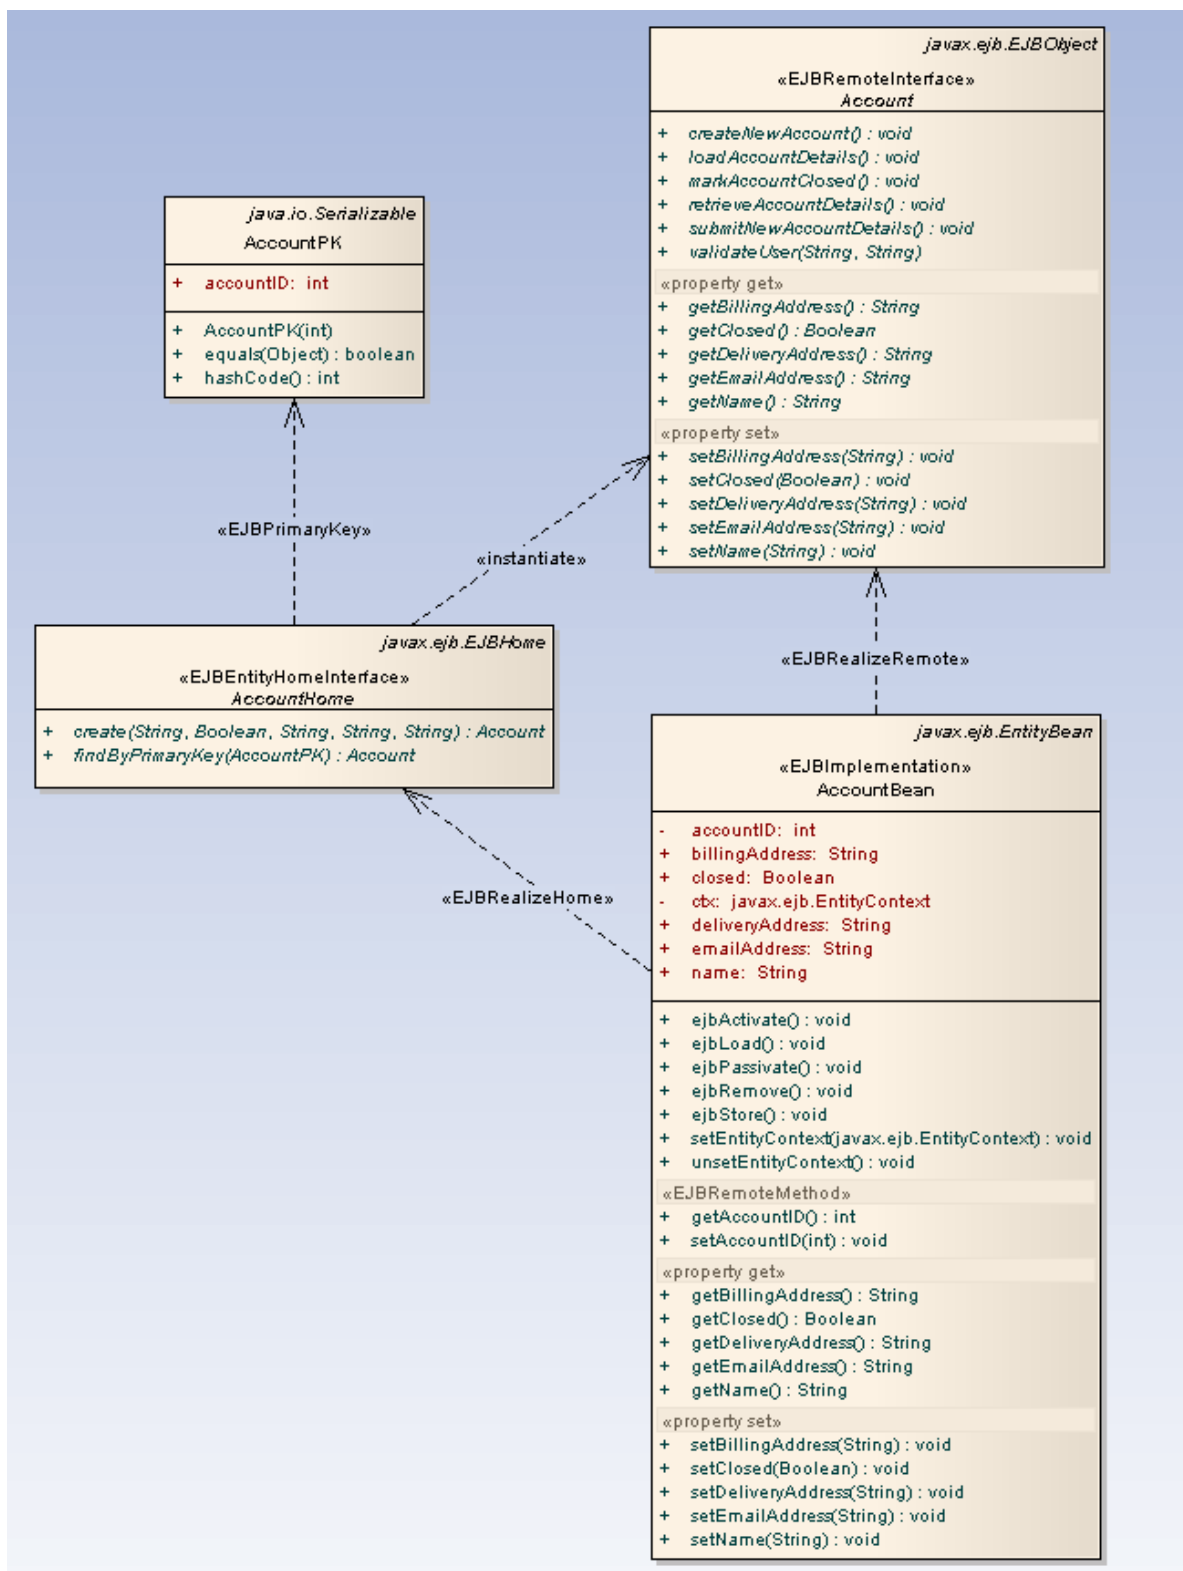 javax.ejb.EJBObject
«EJBRemoteInterface»
Account
+ createNewAccount() : void
+ loadAccountDetails() : void
+ markAccountClosed() : void
+ retrieveAccountDetails() : void
+ submitNewAccountDetails() : void
+ validateUser(String, String)
«property get»
+ getBillingAddress() : String
+ getClosed() : Boolean
+ getDeliveryAddress() : String
+ getEmailAddress() : String
+ getName() : String
«property set»
+ setBillingAddress(String) : void
+ setClosed(Boolean) : void
+ setDeliveryAddress(String) : void
+ setEmailAddress(String) : void
+ setName(String) : void
java.io.Serializable
AccountPK
+ accountID: int
+ AccountPK(int)
+ equals(Object) : boolean
+ hashCode() : int
«EJBPrimaryKey»
«instantiate»
javax.ejb.EJBHome
«EJBEntityHomeInterface»
AccountHome
+ create(String, Boolean, String, String, String) : Account
+ findByPrimaryKey(AccountPK) : Account
«EJBRealizeRemote»
«EJBRealizeHome»
javax.ejb.EntityBean
«EJBImplementation»
AccountBean
- accountID: int
+ billingAddress: String
+ closed: Boolean
- ctx: javax.ejb.EntityContext
+ deliveryAddress: String
+ emailAddress: String
+ name: String
+ ejbActivate() : void
+ ejbLoad() : void
+ ejbPassivate() : void
+ ejbRemove() : void
+ ejbStore() : void
+ setEntityContext(javax.ejb.EntityContext) : void
+ unsetEntityContext() : void
«EJBRemoteMethod»
+ getAccountID() : int
+ setAccountID(int) : void
«property get»
+ getBillingAddress() : String
+ getClosed() : Boolean
+ getDeliveryAddress() : String
+ getEmailAddress() : String
+ getName() : String
«property set»
+ setBillingAddress(String) : void
+ setClosed(Boolean) : void
+ setDeliveryAddress(String) : void
+ setEmailAddress(String) : void
+ setName(String) : void